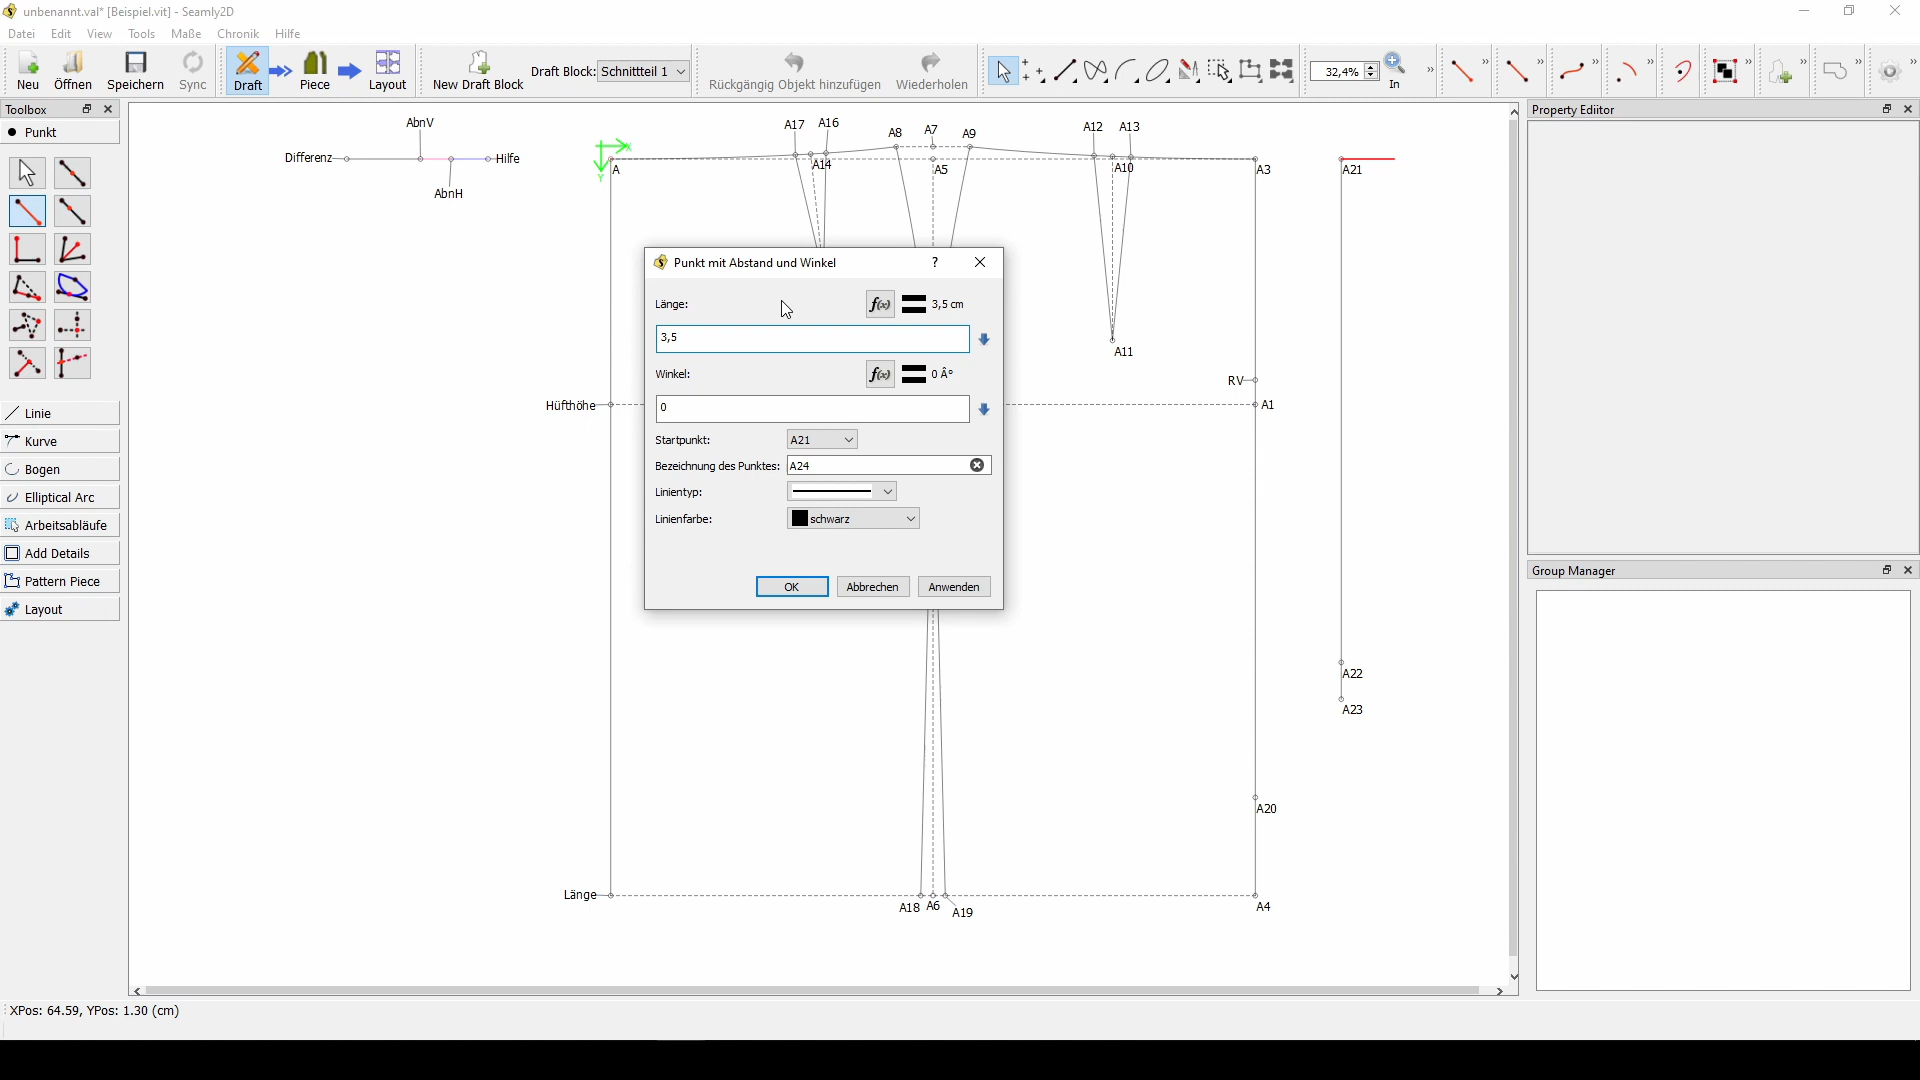 unbenannt.val* [Beispiel.vit] - Seamly2D
Datei Edit View Tools Maße Chronik Hilfe
Neu Öffnen Speichern Sync Draft Piece Layout New Draft Block Draft Block: Schnittteil 1 Rückgängig Objekt hinzufügen Wiederholen 32,4% In
Toolbox
Punkt
Linie
Kurve
Bogen
Elliptical Arc
Arbeitsabläufe
Add Details
Pattern Piece
Layout
AbnV
Differenz
Hilfe
AbnH
X
Y
A
A17
A16
A14
A8
A7
A9
A5
A12
A13
A10
A3
A21
A11
RV
Hüfthöhe
A1
A22
A23
A20
Länge
A18
A6
A19
A4
Punkt mit Abstand und Winkel ?
Länge: f(x) 3,5 cm
3,5
Winkel: f(x) 0 Â°
0
Startpunkt: A21
Bezeichnung des Punktes: A24
Linientyp:
Linienfarbe: schwarz
OK Abbrechen Anwenden
Property Editor
Group Manager
XPos: 64.59, YPos: 1.30 (cm)